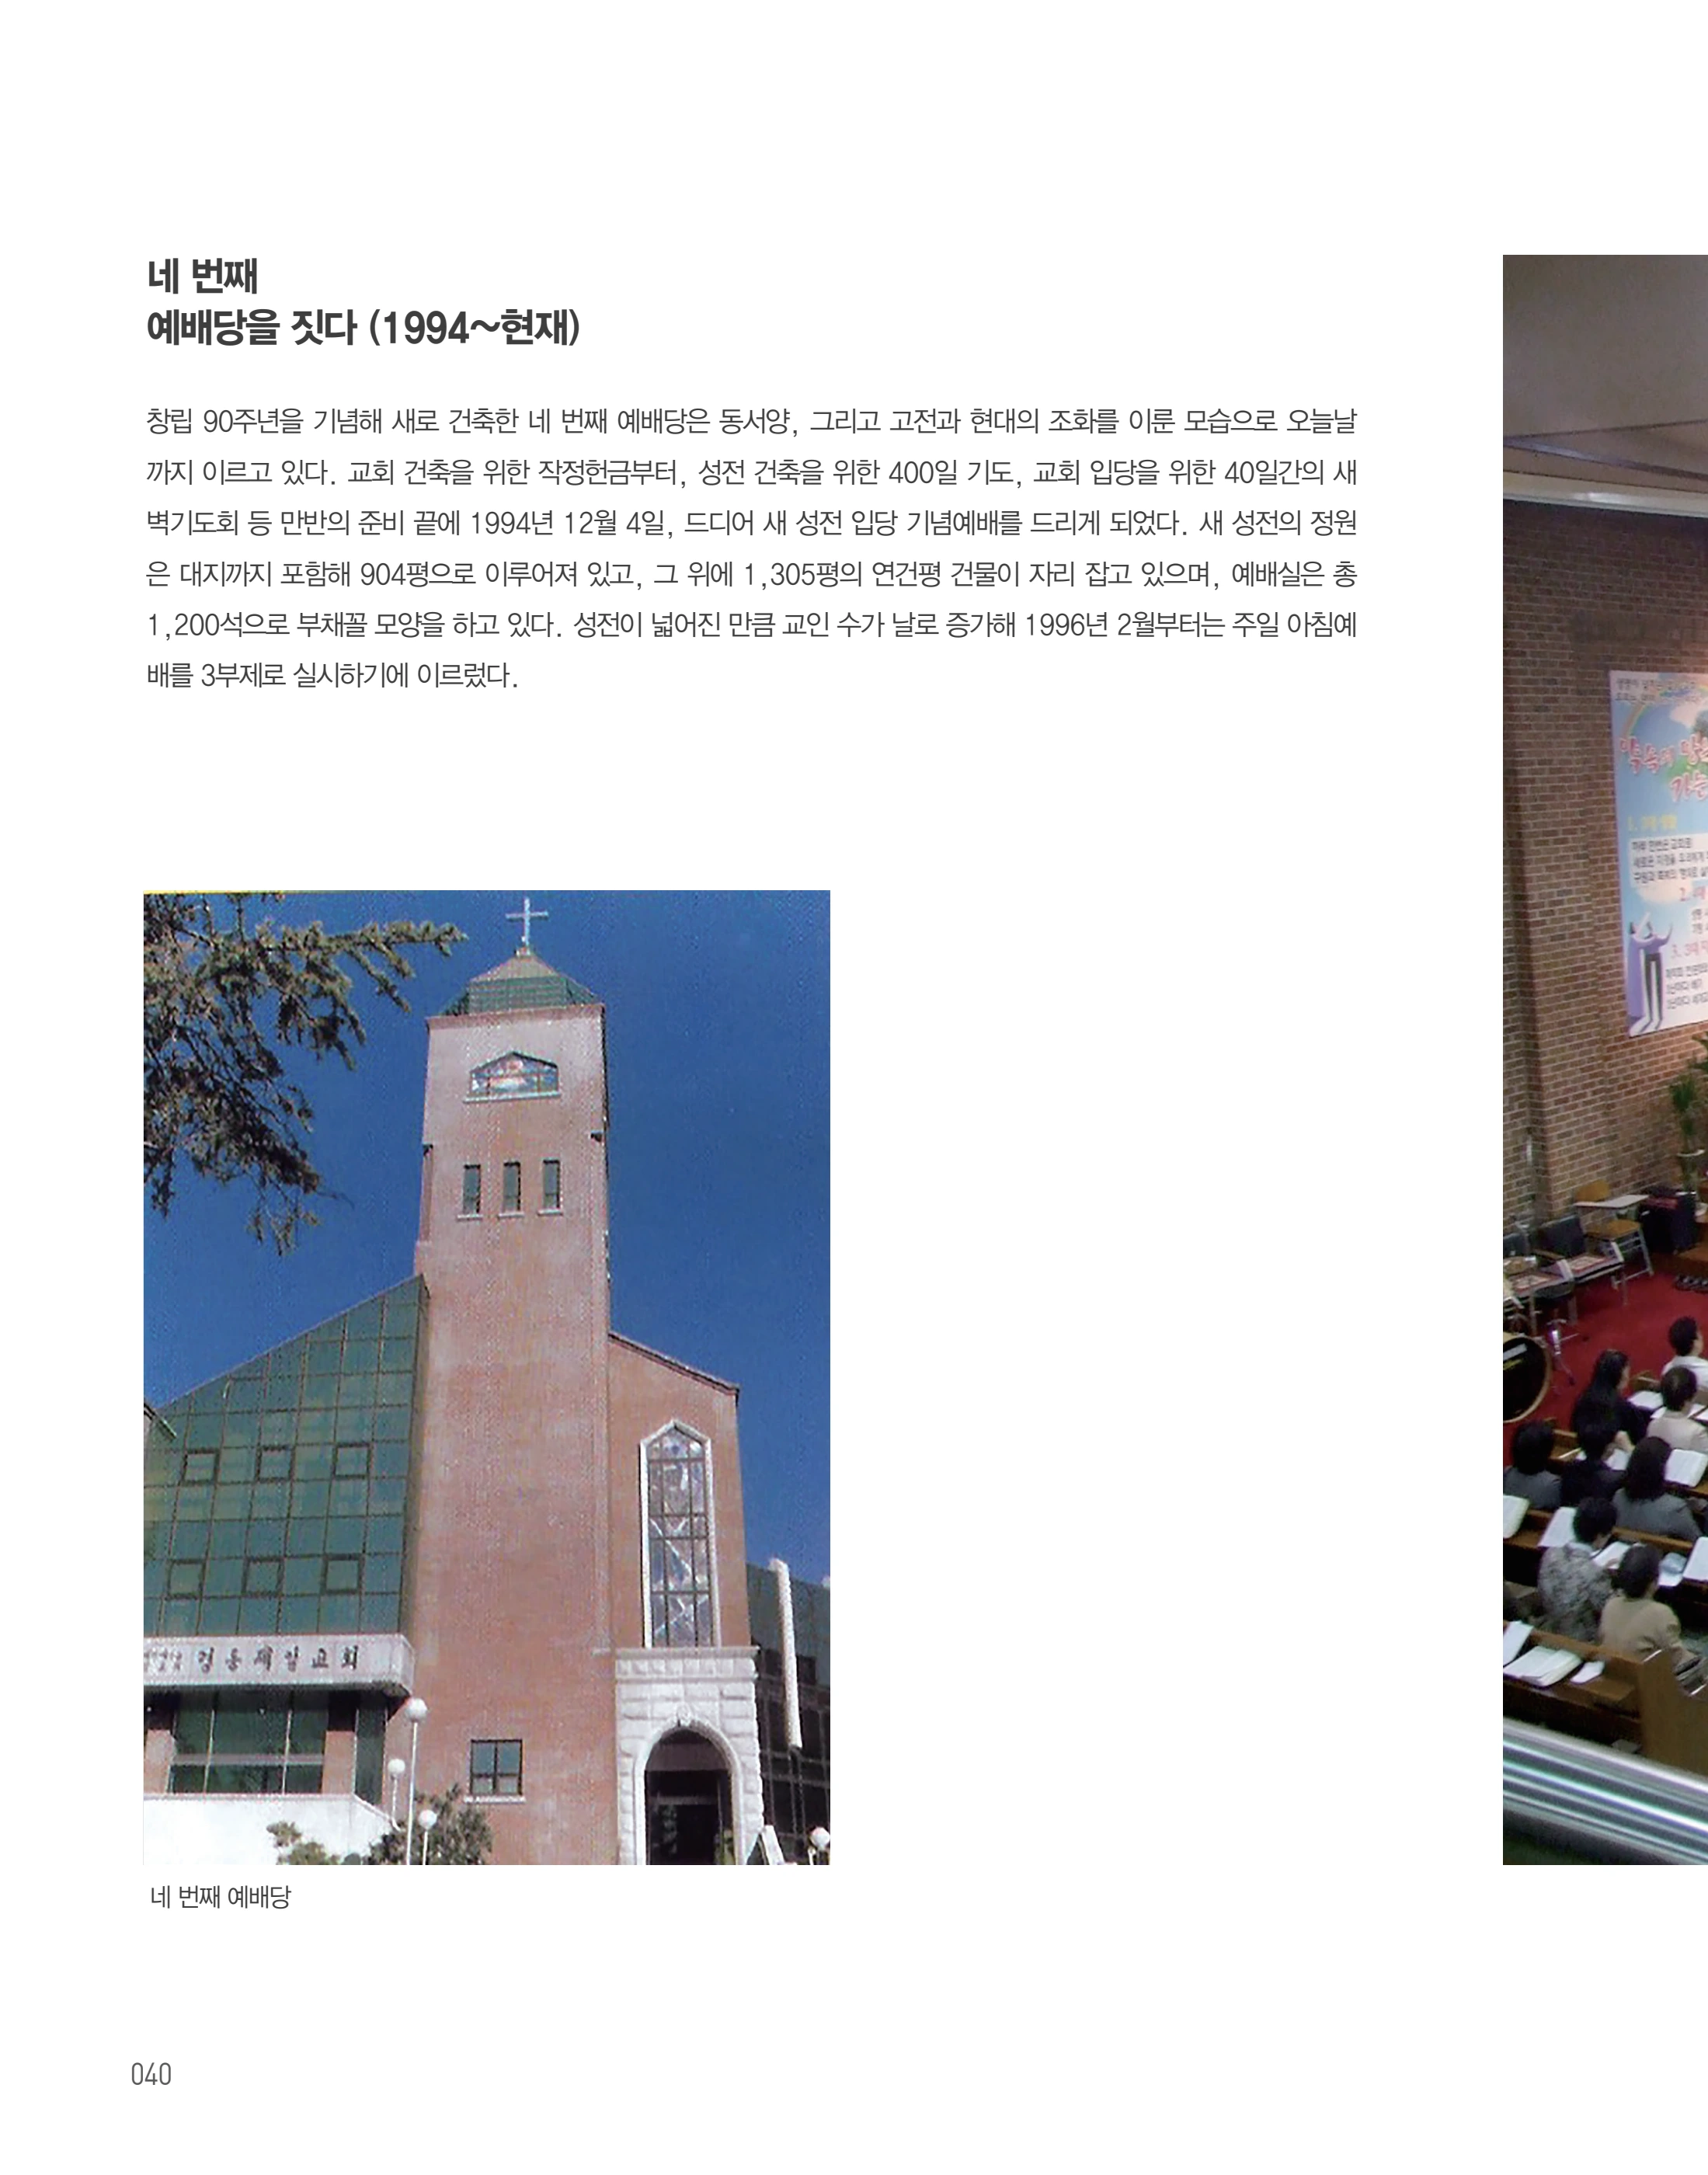 네 번째
예배당을 짓다 (1994~현재)
창립 90주년을 기념해 새로 건축한 네 번째 예배당은 동서양, 그리고 고전과 현대의 조화를 이룬 모습으로 오늘날
까지 이르고 있다. 교회 건축을 위한 작정헌금부터, 성전 건축을 위한 400일 기도, 교회 입당을 위한 40일간의 새
벽기도회 등 만반의 준비 끝에 1994년 12월 4일, 드디어 새 성전 입당 기념예배를 드리게 되었다. 새 성전의 정원
은 대지까지 포함해 904평으로 이루어져 있고, 그 위에 1,305평의 연건평 건물이 자리 잡고 있으며, 예배실은 총
1,200석으로 부채꼴 모양을 하고 있다. 성전이 넓어진 만큼 교인 수가 날로 증가해 1996년 2월부터는 주일 아침예
배를 3부제로 실시하기에 이르렀다.
제일교회
네 번째 예배당
040